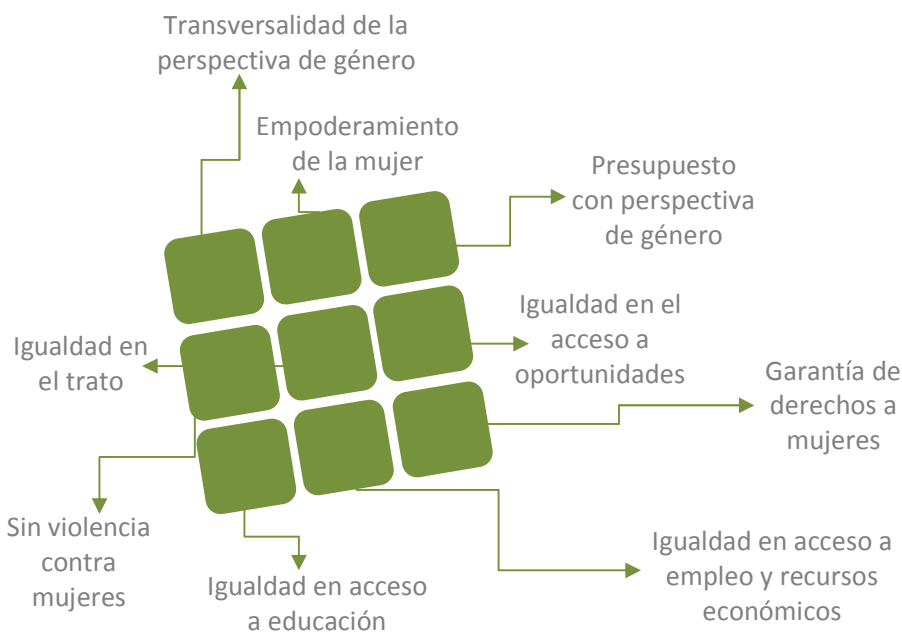 Transversalidad de la
perspectiva de género
Empoderamiento
de la mujer
Presupuesto
con perspectiva
de género
Igualdad en el
acceso a
oportunidades
Igualdad en
el trato
Garantía de
derechos a
mujeres
Sin violencia
contra
mujeres
Igualdad en acceso
a educación
Igualdad en acceso a
empleo y recursos
económicos